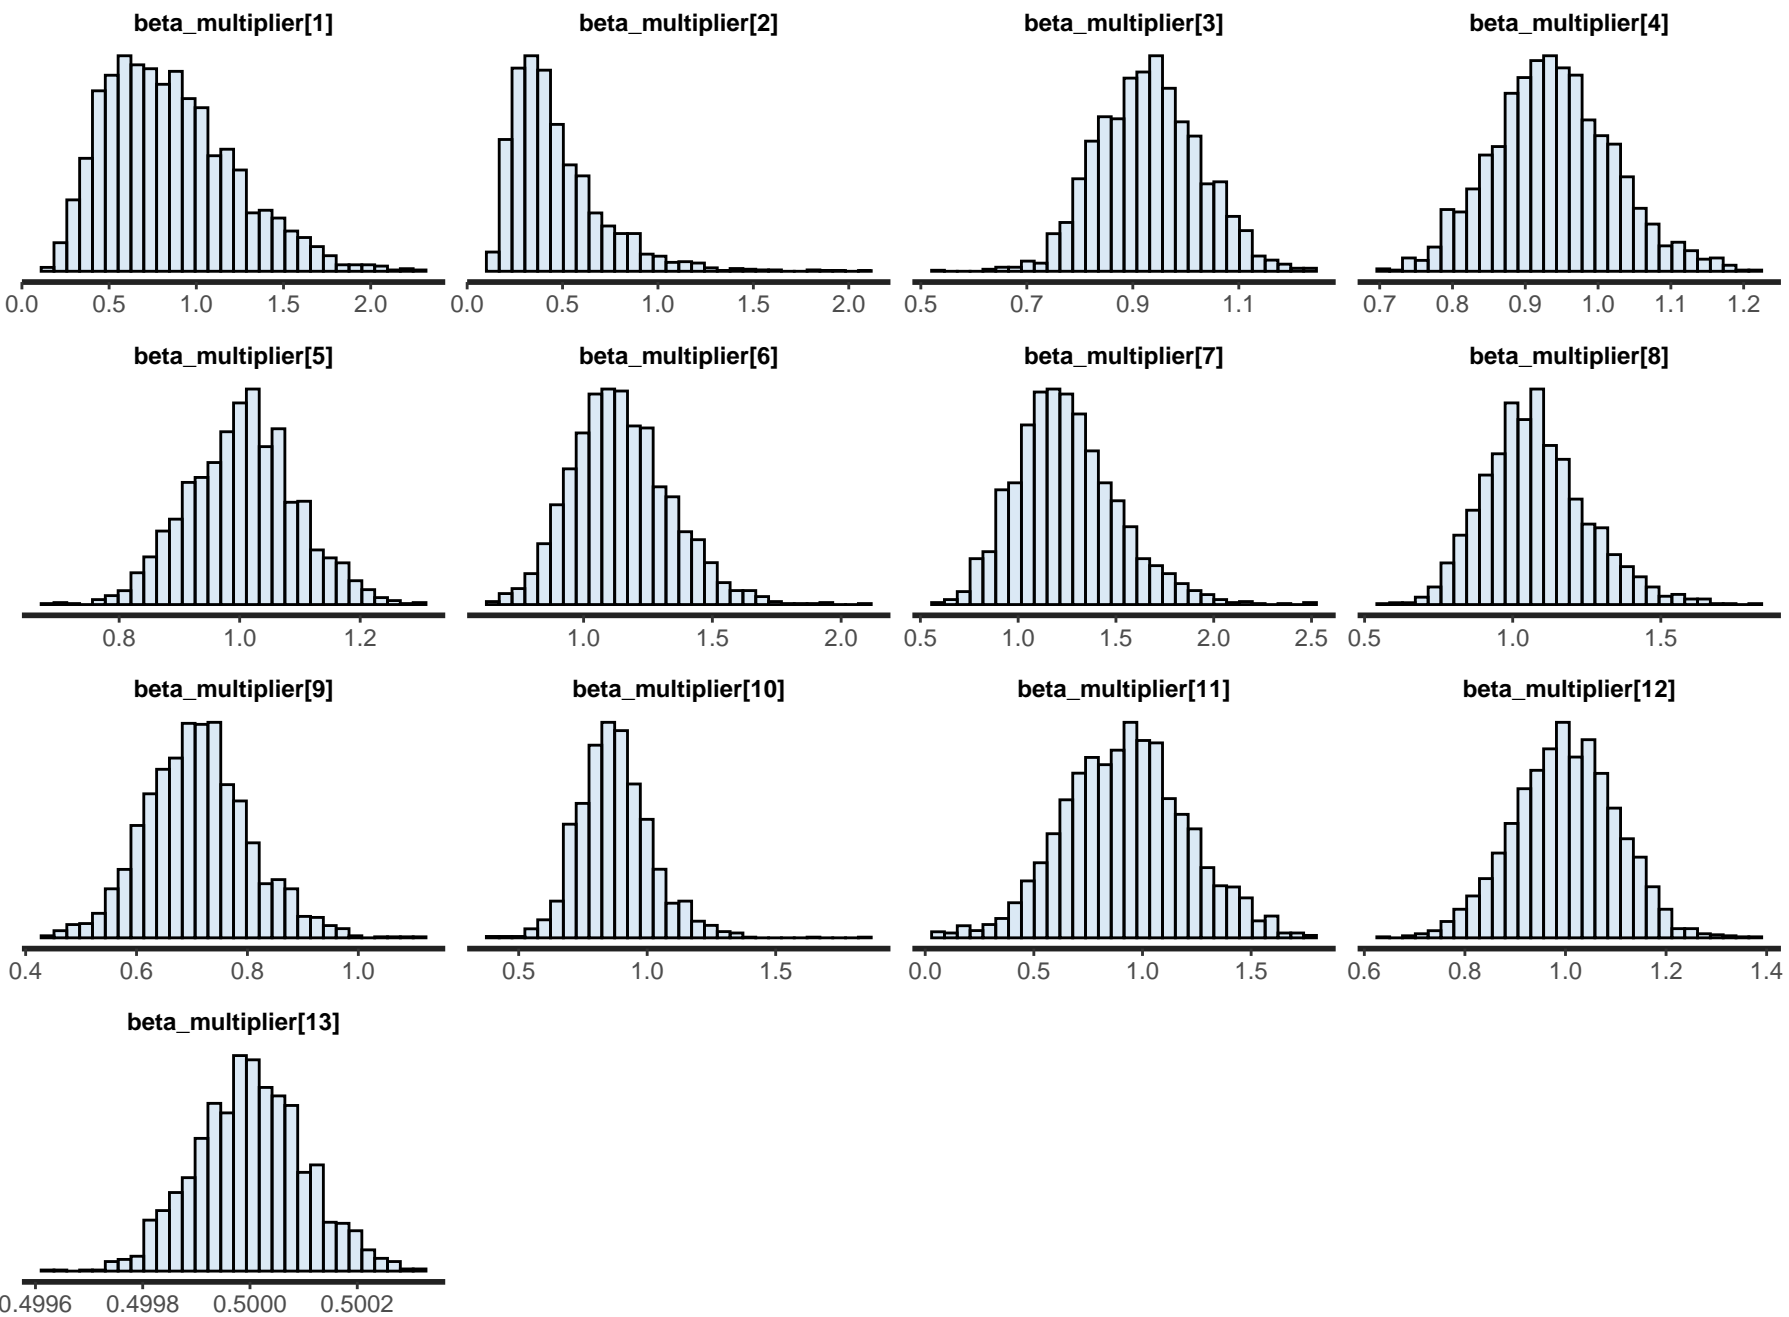 beta_multiplier[1] beta_multiplier[2] beta_multiplier[3] beta_multiplier[4]
0.0 0.5 1.0 1.5 2.0 0.0 0.5 1.0 1.5 2.0 0.5 0.7 0.9 1.1 0.7 0.8 0.9 1.0 1.1 1.2
beta_multiplier[5] beta_multiplier[6] beta_multiplier[7] beta_multiplier[8]
0.8 1.0 1.2 1.0 1.5 2.0 0.5 1.0 1.5 2.0 2.5 0.5 1.0 1.5
beta_multiplier[9] beta_multiplier[10] beta_multiplier[11] beta_multiplier[12]
0.4 0.6 0.8 1.0 0.5 1.0 1.5 0.0 0.5 1.0 1.5 0.6 0.8 1.0 1.2 1.4
beta_multiplier[13]
0.4996 0.4998 0.5000 0.5002